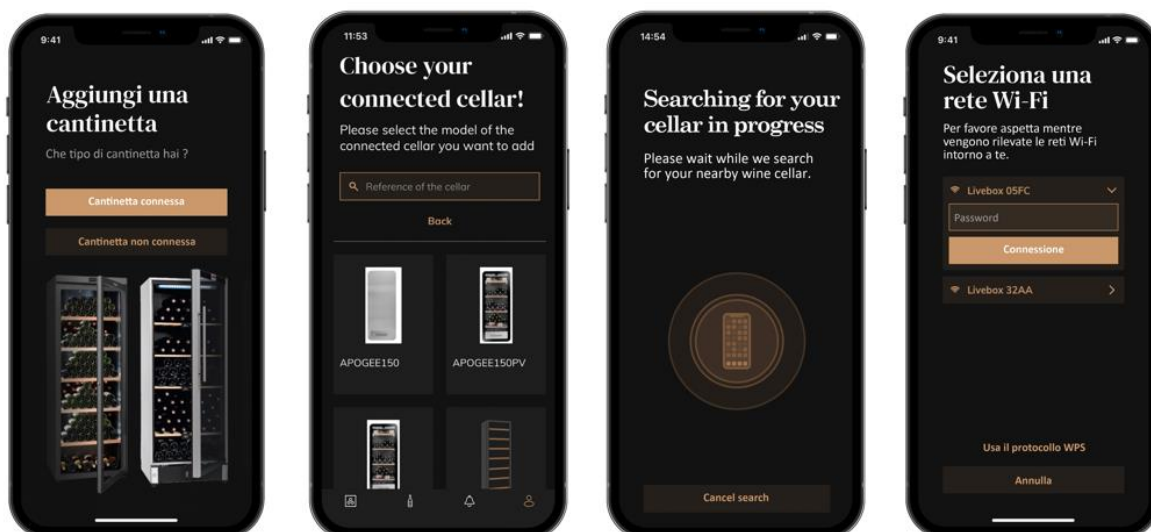 9:41
Aggiungi una
cantinetta
Che tipo di cantinetta hai ?
Cantinetta connessa
Cantinetta non connessa
11:53
Choose your
connected cellar!
Please select the model of the
connected cellar you want to add
Reference of the cellar
Back
APOGEE150
APOGEE150PV
14:54
Searching for your
cellar in progress
Please wait while we search
for your nearby wine cellar.
Cancel search
9:41
Seleziona una
rete Wi-Fi
Per favore aspetta mentre
vengono rilevate le reti Wi-Fi
intorno a te.
Livebox 05FC
Password
Connessione
Livebox 32AA
Usa il protocollo WPS
Annulla